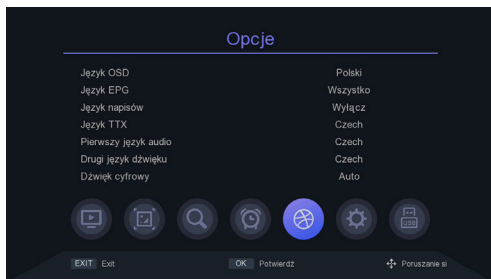 Opcje
Język OSD Polski
Język EPG Wszystko
Język napisów Wyłącz
Język TTX Czech
Pierwszy język audio Czech
Drugi język dźwięku Czech
Dźwięk cyfrowy Auto
USB
EXIT Exit OK Potwierdź Poruszanie si